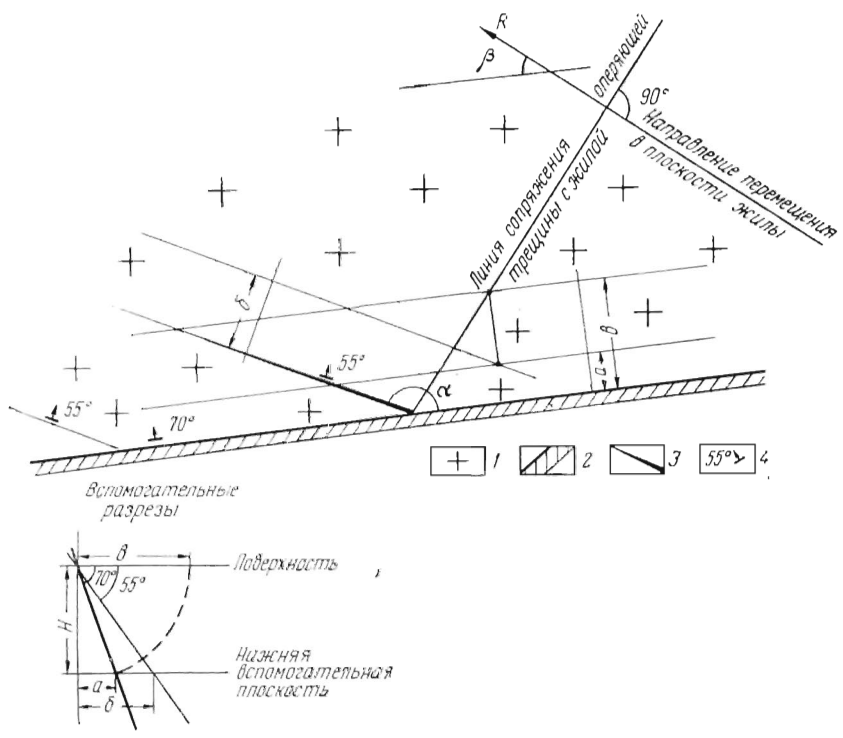 R
β
оперяющей
90°
Направление перемещения
в плоскости жилы
Линия сопряжения
трещины с жилой
б
в
а
55°
α
55°
70°
1
2
3
55°
4
Вспомогательные
разрезы
в
Поверхность
70°
55°
H
Нижняя
вспомогательная
плоскость
а
б